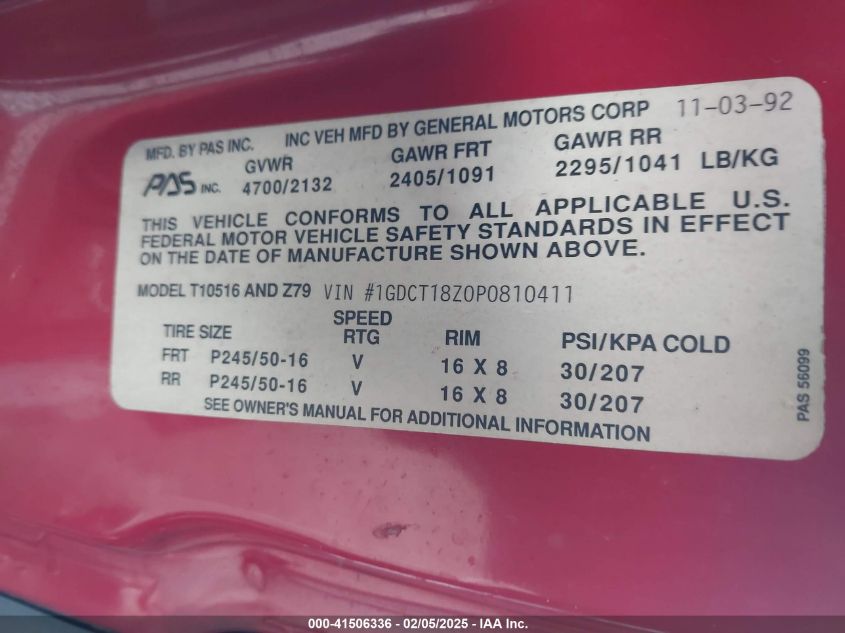 MFD. BY PAS INC. INC VEH MFD BY GENERAL MOTORS CORP 11-03-92
GVWR GAWR FRT GAWR RR
PAS INC. 4700/2132 2405/1091 2295/1041 LB/KG
THIS VEHICLE CONFORMS TO ALL APPLICABLE U.S.
FEDERAL MOTOR VEHICLE SAFETY STANDARDS IN EFFECT
ON THE DATE OF MANUFACTURE SHOWN ABOVE.
MODEL T10516 AND Z79 VIN #1GDCT18Z0P0810411
SPEED
TIRE SIZE RTG RIM PSI/KPA COLD
FRT P245/50-16 V 16 X 8 30/207
RR P245/50-16 V 16 X 8 30/207
SEE OWNER'S MANUAL FOR ADDITIONAL INFORMATION
PAS 56099
000-41506336 - 02/05/2025 - IAA Inc.